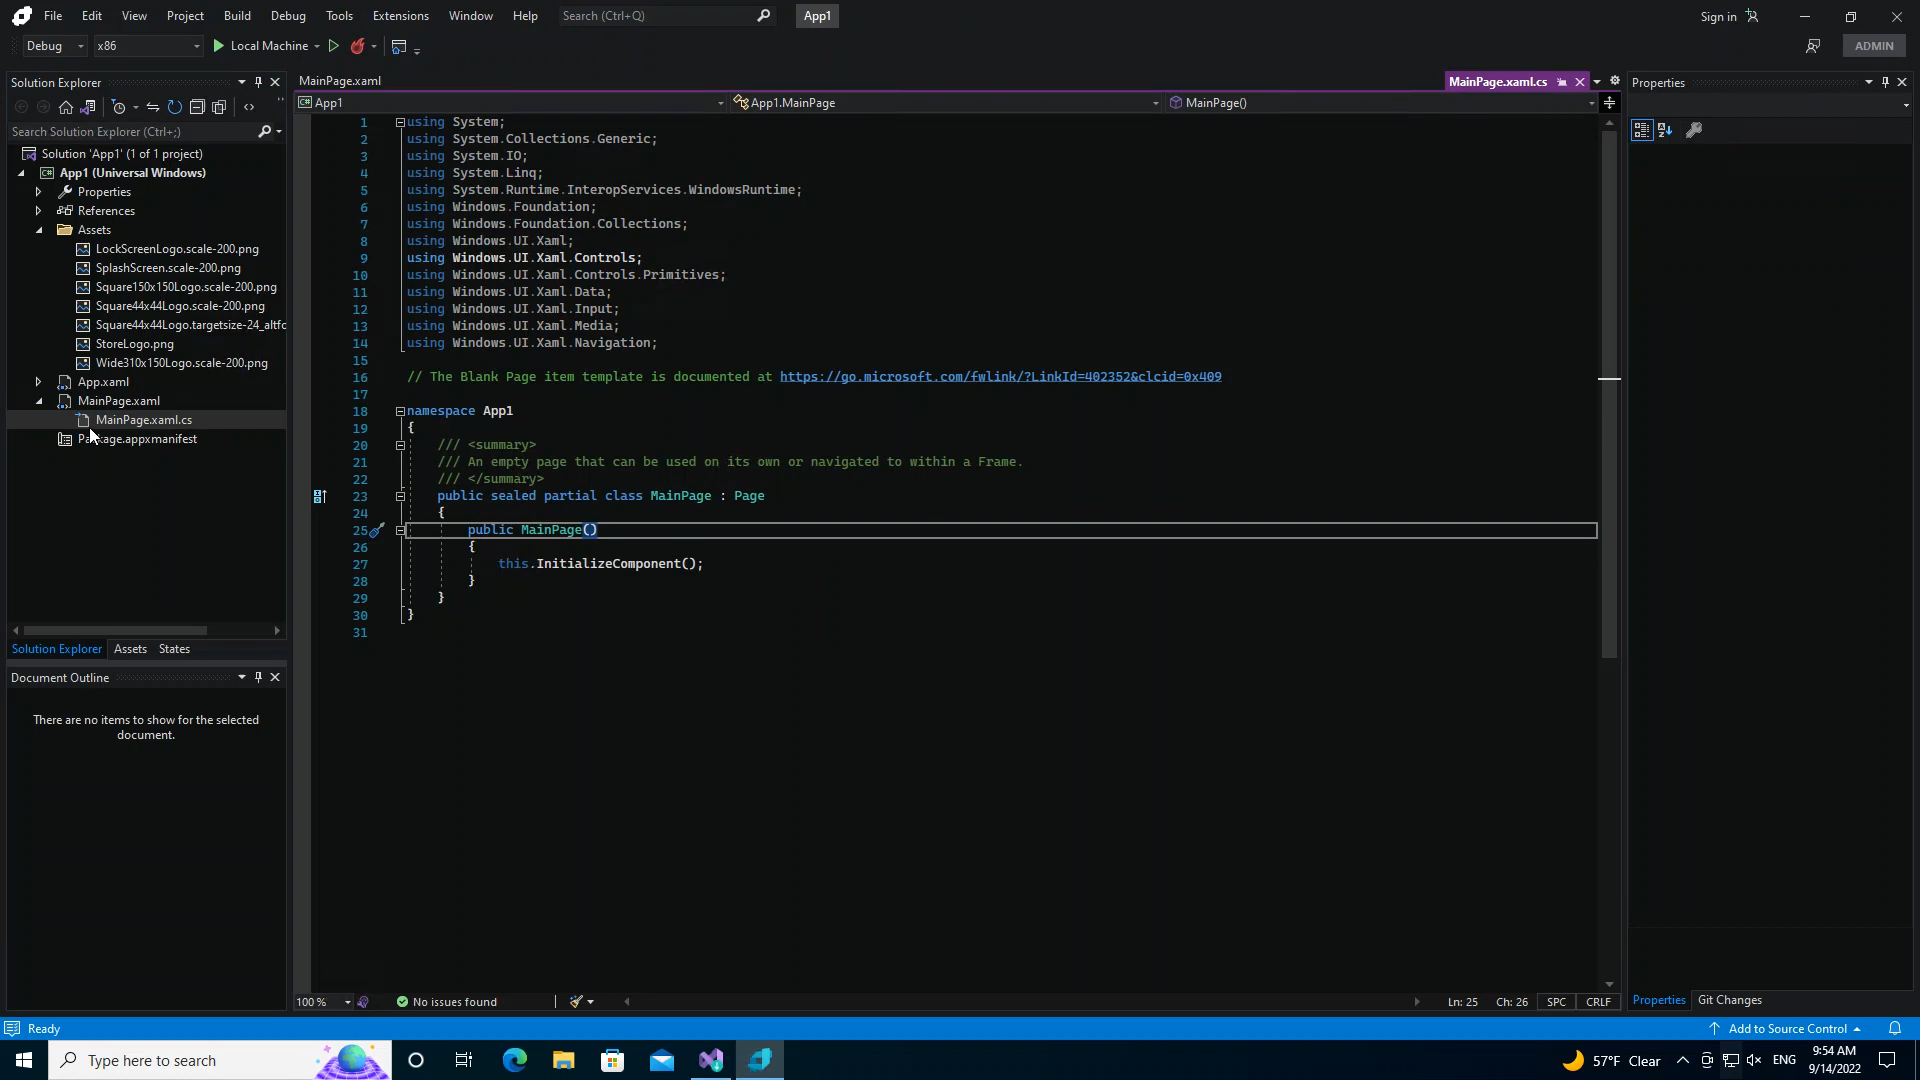 File Edit View Project Build Debug Tools Extensions Window Help Search (Ctrl+Q) App1 Sign in
Debug x86 Local Machine ADMIN
Solution Explorer
Search Solution Explorer (Ctrl+;)
Solution 'App1' (1 of 1 project)
App1 (Universal Windows)
Properties
References
Assets
LockScreenLogo.scale-200.png
SplashScreen.scale-200.png
Square150x150Logo.scale-200.png
Square44x44Logo.scale-200.png
Square44x44Logo.targetsize-24_altfo
StoreLogo.png
Wide310x150Logo.scale-200.png
App.xaml
MainPage.xaml
MainPage.xaml.cs
Package.appxmanifest
Solution Explorer Assets States
Document Outline
There are no items to show for the selected
document.
MainPage.xaml MainPage.xaml.cs
App1 App1.MainPage MainPage()
1 using System;
2 using System.Collections.Generic;
3 using System.IO;
4 using System.Linq;
5 using System.Runtime.InteropServices.WindowsRuntime;
6 using Windows.Foundation;
7 using Windows.Foundation.Collections;
8 using Windows.UI.Xaml;
9 using Windows.UI.Xaml.Controls;
10 using Windows.UI.Xaml.Controls.Primitives;
11 using Windows.UI.Xaml.Data;
12 using Windows.UI.Xaml.Input;
13 using Windows.UI.Xaml.Media;
14 using Windows.UI.Xaml.Navigation;
15
16 // The Blank Page item template is documented at https://go.microsoft.com/fwlink/?LinkId=402352&clcid=0x409
17
18 namespace App1
19 {
20 /// <summary>
21 /// An empty page that can be used on its own or navigated to within a Frame.
22 /// </summary>
23 public sealed partial class MainPage : Page
24 {
25 public MainPage()
26 {
27 this.InitializeComponent();
28 }
29 }
30 }
31
100 % No issues found Ln: 25 Ch: 26 SPC CRLF
Properties
Properties Git Changes
Ready Add to Source Control
Type here to search 57°F Clear ENG 9:54 AM
9/14/2022